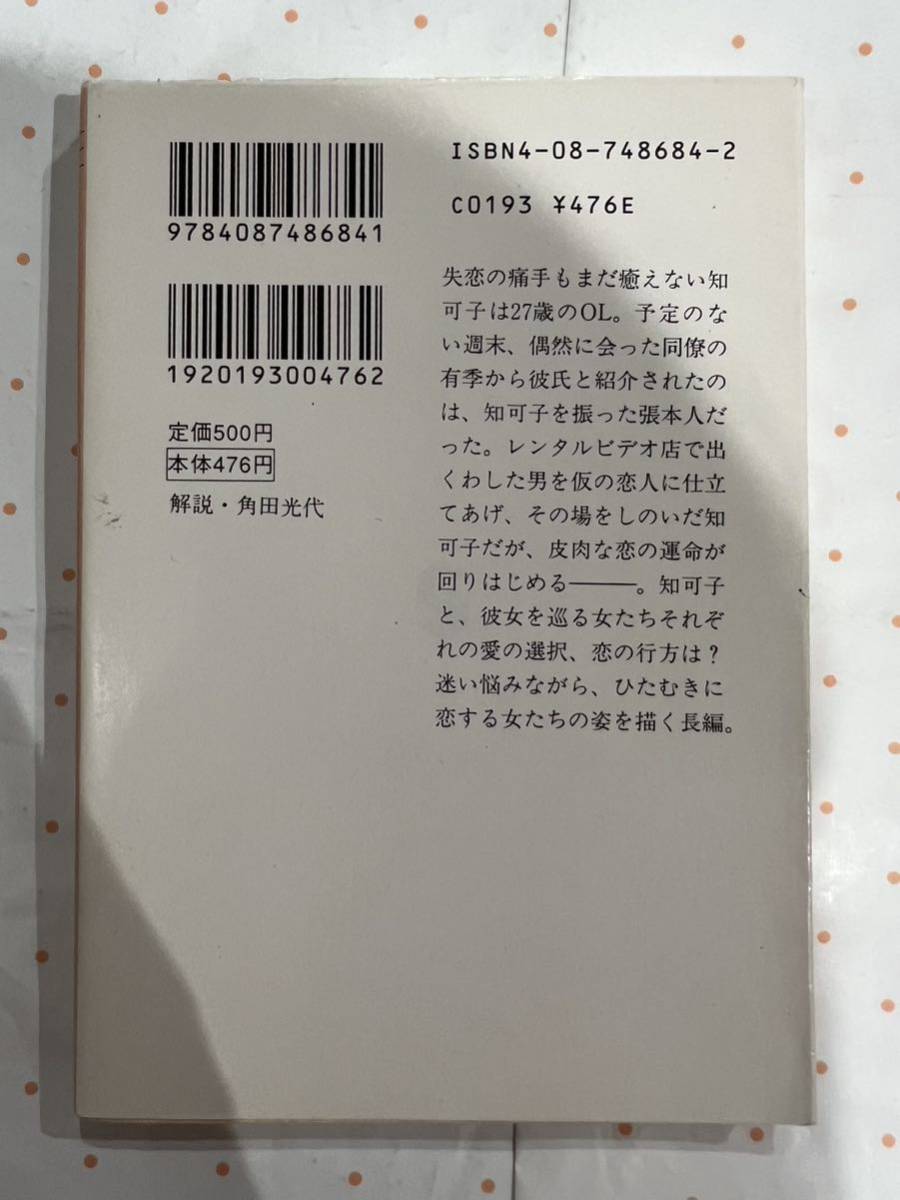 9784087486841
1920193004762
定価500円
本体476円
解説・角田光代
ISBN4-08-748684-2
C0193 ¥476E
失恋の痛手もまだ癒えない知
可子は27歳のOL。予定のな
い週末、偶然に会った同僚の
有季から彼氏と紹介されたの
は、知可子を振った張本人だ
った。レンタルビデオ店で出
くわした男を仮の恋人に仕立
てあげ、その場をしのいだ知
可子だが、皮肉な恋の運命が
回りはじめる――。知可子
と、彼女を巡る女たちそれぞ
れの愛の選択、恋の行方は?
迷い悩みながら、ひたむきに
恋する女たちの姿を描く長編。